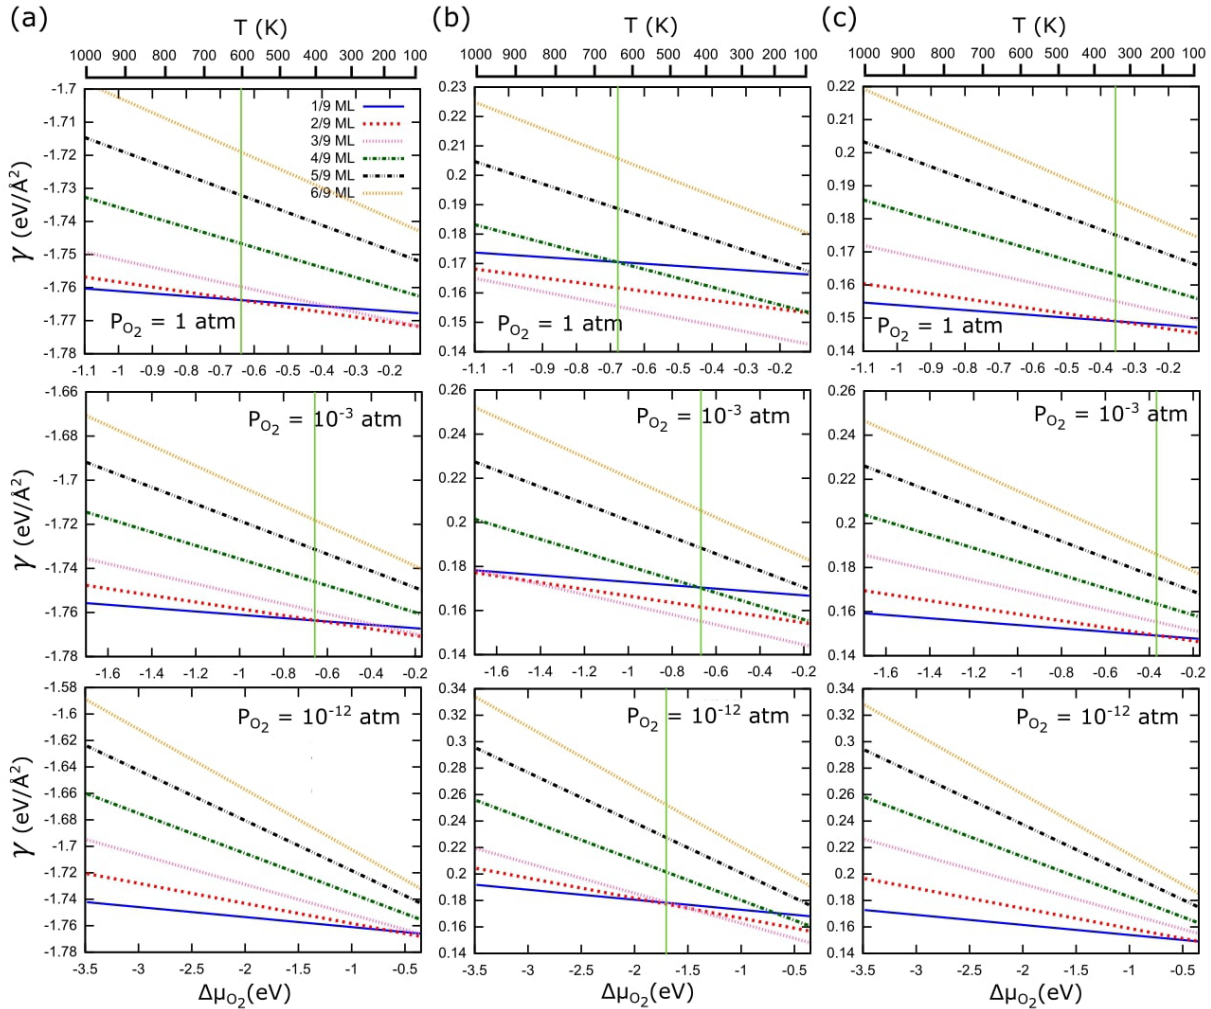 (a) (b) (c)
T (K) T (K) T (K)
1000 900 800 700 600 500 400 300 200 100
1000 900 800 700 600 500 400 300 200 100
1000 900 800 700 600 500 400 300 200 100
γ (eV/Å²)
-1.7
-1.71
-1.72
-1.73
-1.74
-1.75
-1.76
-1.77
-1.78
1/9 ML
2/9 ML
3/9 ML
4/9 ML
5/9 ML
6/9 ML
P_O₂ = 1 atm
-1.1 -1 -0.9 -0.8 -0.7 -0.6 -0.5 -0.4 -0.3 -0.2
0.23
0.22
0.21
0.2
0.19
0.18
0.17
0.16
0.15
0.14
P_O₂ = 1 atm
-1.1 -1 -0.9 -0.8 -0.7 -0.6 -0.5 -0.4 -0.3 -0.2
0.22
0.21
0.2
0.19
0.18
0.17
0.16
0.15
0.14
P_O₂ = 1 atm
-1.1 -1 -0.9 -0.8 -0.7 -0.6 -0.5 -0.4 -0.3 -0.2
γ (eV/Å²)
-1.66
-1.68
-1.7
-1.72
-1.74
-1.76
-1.78
P_O₂ = 10⁻³ atm
-1.6 -1.4 -1.2 -1 -0.8 -0.6 -0.4 -0.2
0.26
0.24
0.22
0.2
0.18
0.16
0.14
P_O₂ = 10⁻³ atm
-1.6 -1.4 -1.2 -1 -0.8 -0.6 -0.4 -0.2
0.26
0.24
0.22
0.2
0.18
0.16
0.14
P_O₂ = 10⁻³ atm
-1.6 -1.4 -1.2 -1 -0.8 -0.6 -0.4 -0.2
γ (eV/Å²)
-1.58
-1.6
-1.62
-1.64
-1.66
-1.68
-1.7
-1.72
-1.74
-1.76
-1.78
P_O₂ = 10⁻¹² atm
-3.5 -3 -2.5 -2 -1.5 -1 -0.5
Δμ_O₂(eV)
0.34
0.32
0.3
0.28
0.26
0.24
0.22
0.2
0.18
0.16
0.14
P_O₂ = 10⁻¹² atm
-3.5 -3 -2.5 -2 -1.5 -1 -0.5
Δμ_O₂(eV)
0.34
0.32
0.3
0.28
0.26
0.24
0.22
0.2
0.18
0.16
0.14
P_O₂ = 10⁻¹² atm
-3.5 -3 -2.5 -2 -1.5 -1 -0.5
Δμ_O₂(eV)